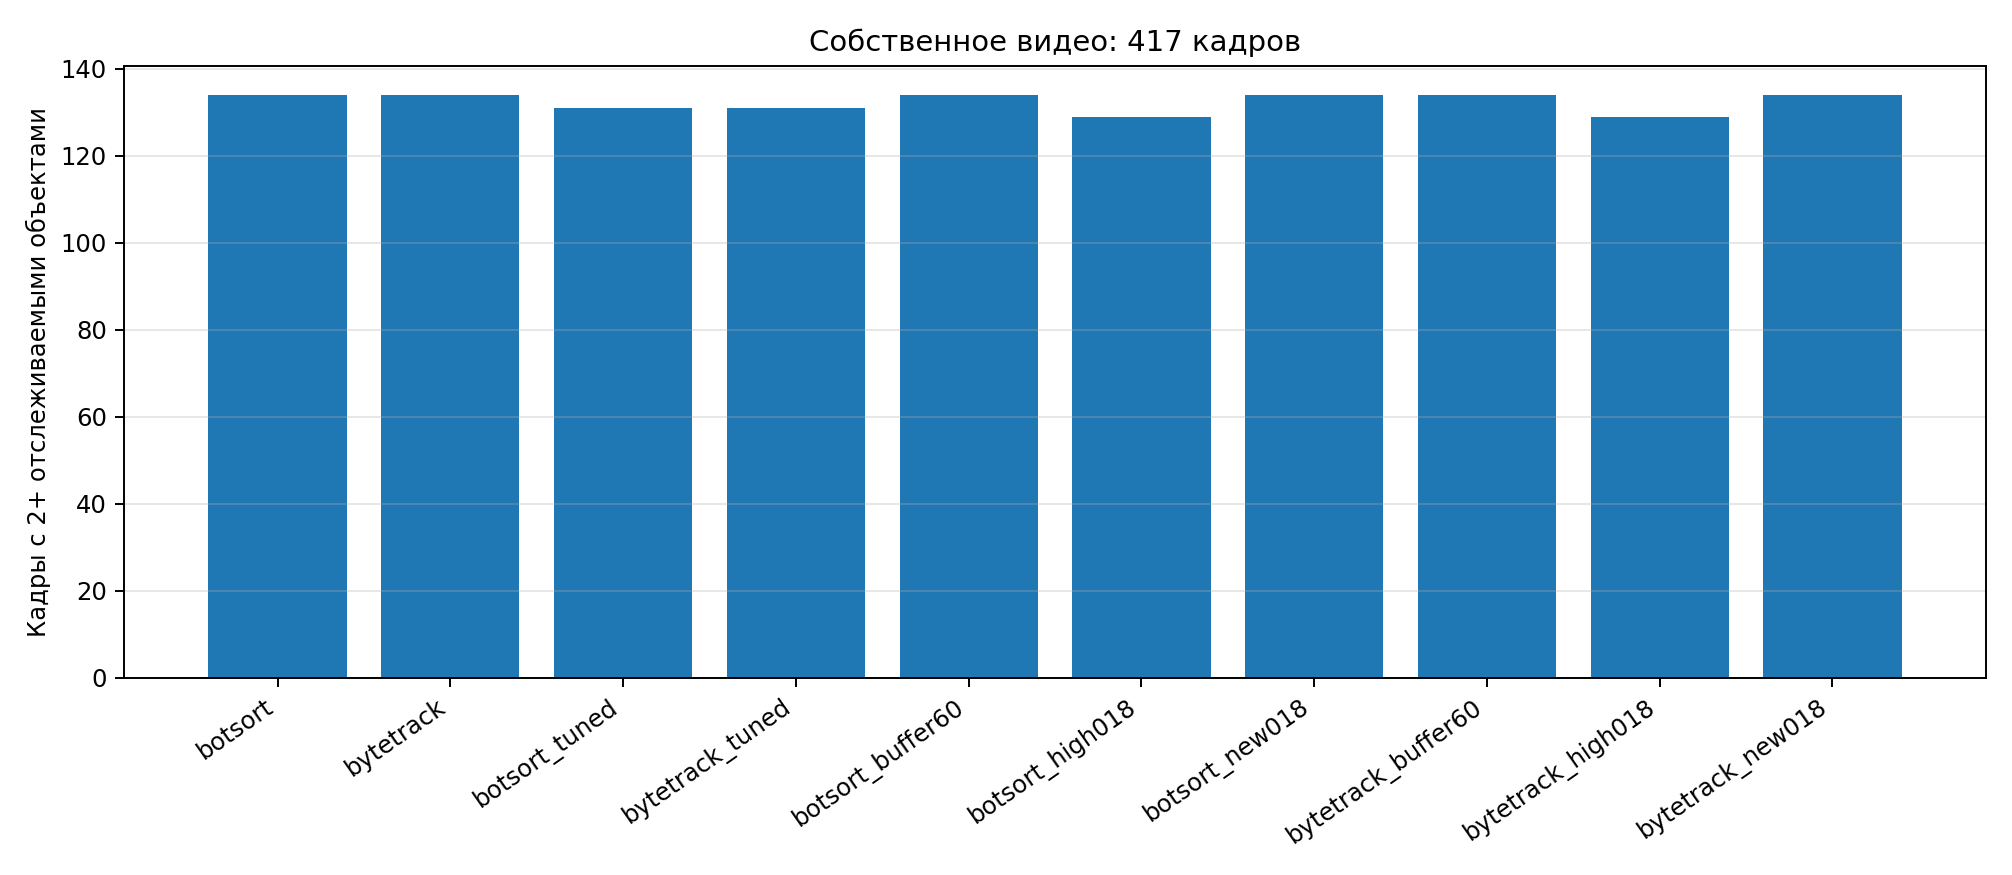 Собственное видео: 417 кадров
Кадры с 2+ отслеживаемыми объектами
140
120
100
80
60
40
20
0
botsort
bytetrack
botsort_tuned
bytetrack_tuned
botsort_buffer60
botsort_high018
botsort_new018
bytetrack_buffer60
bytetrack_high018
bytetrack_new018